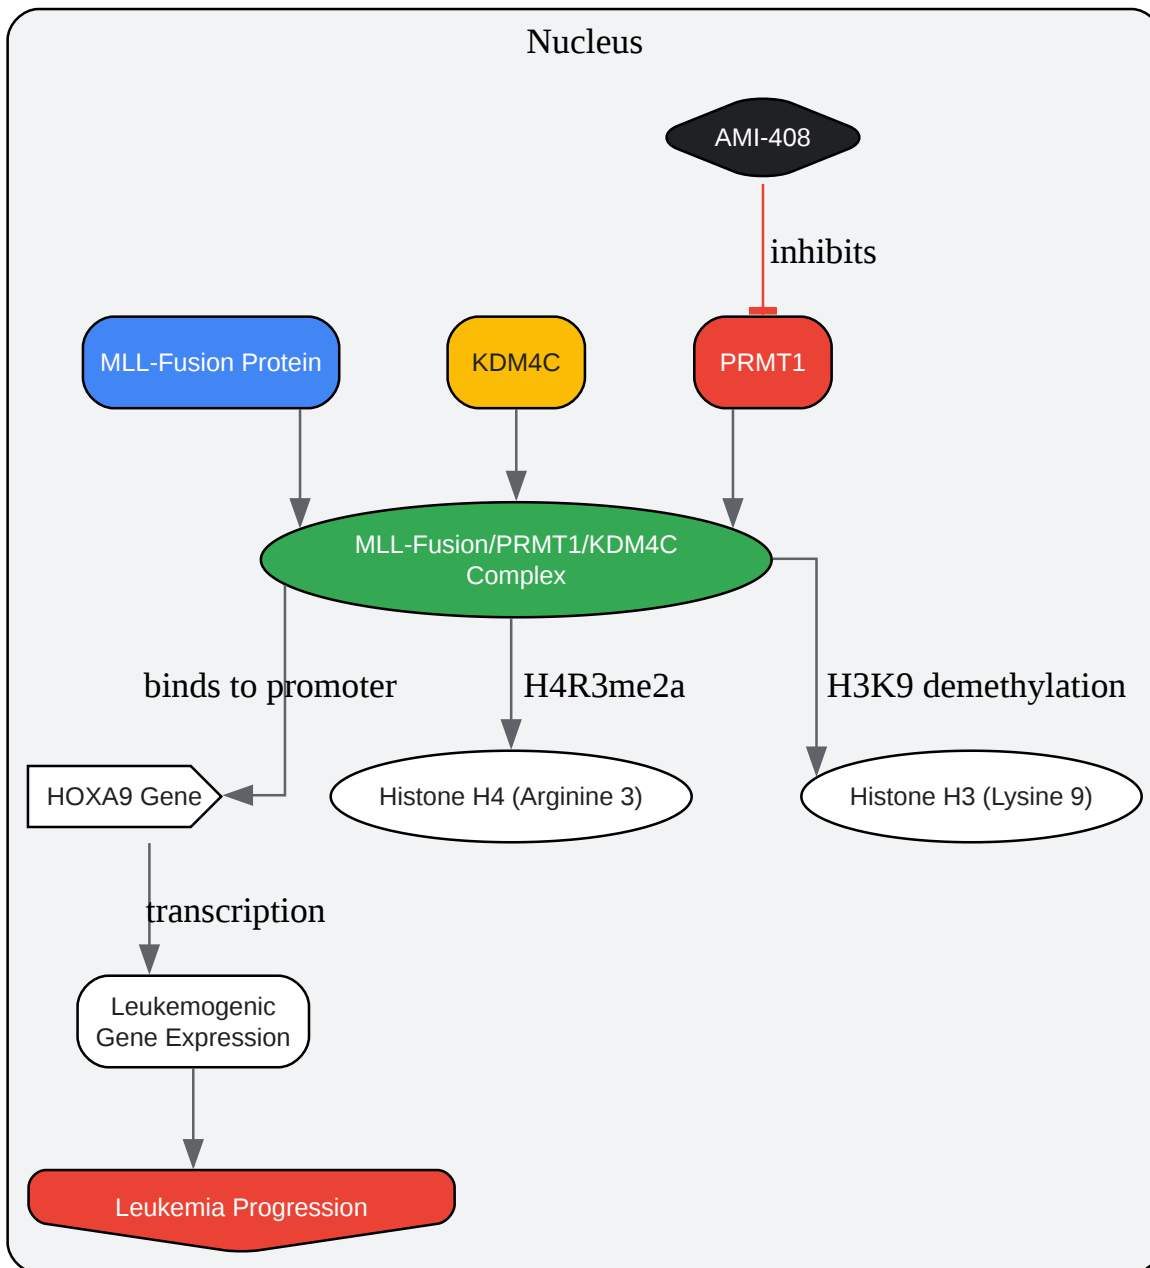 Nucleus
AMI-408
inhibits
MLL-Fusion Protein
KDM4C
PRMT1
MLL-Fusion/PRMT1/KDM4C
Complex
binds to promoter
H4R3me2a
H3K9 demethylation
HOXA9 Gene
Histone H4 (Arginine 3)
Histone H3 (Lysine 9)
transcription
Leukemogenic
Gene Expression
Leukemia Progression